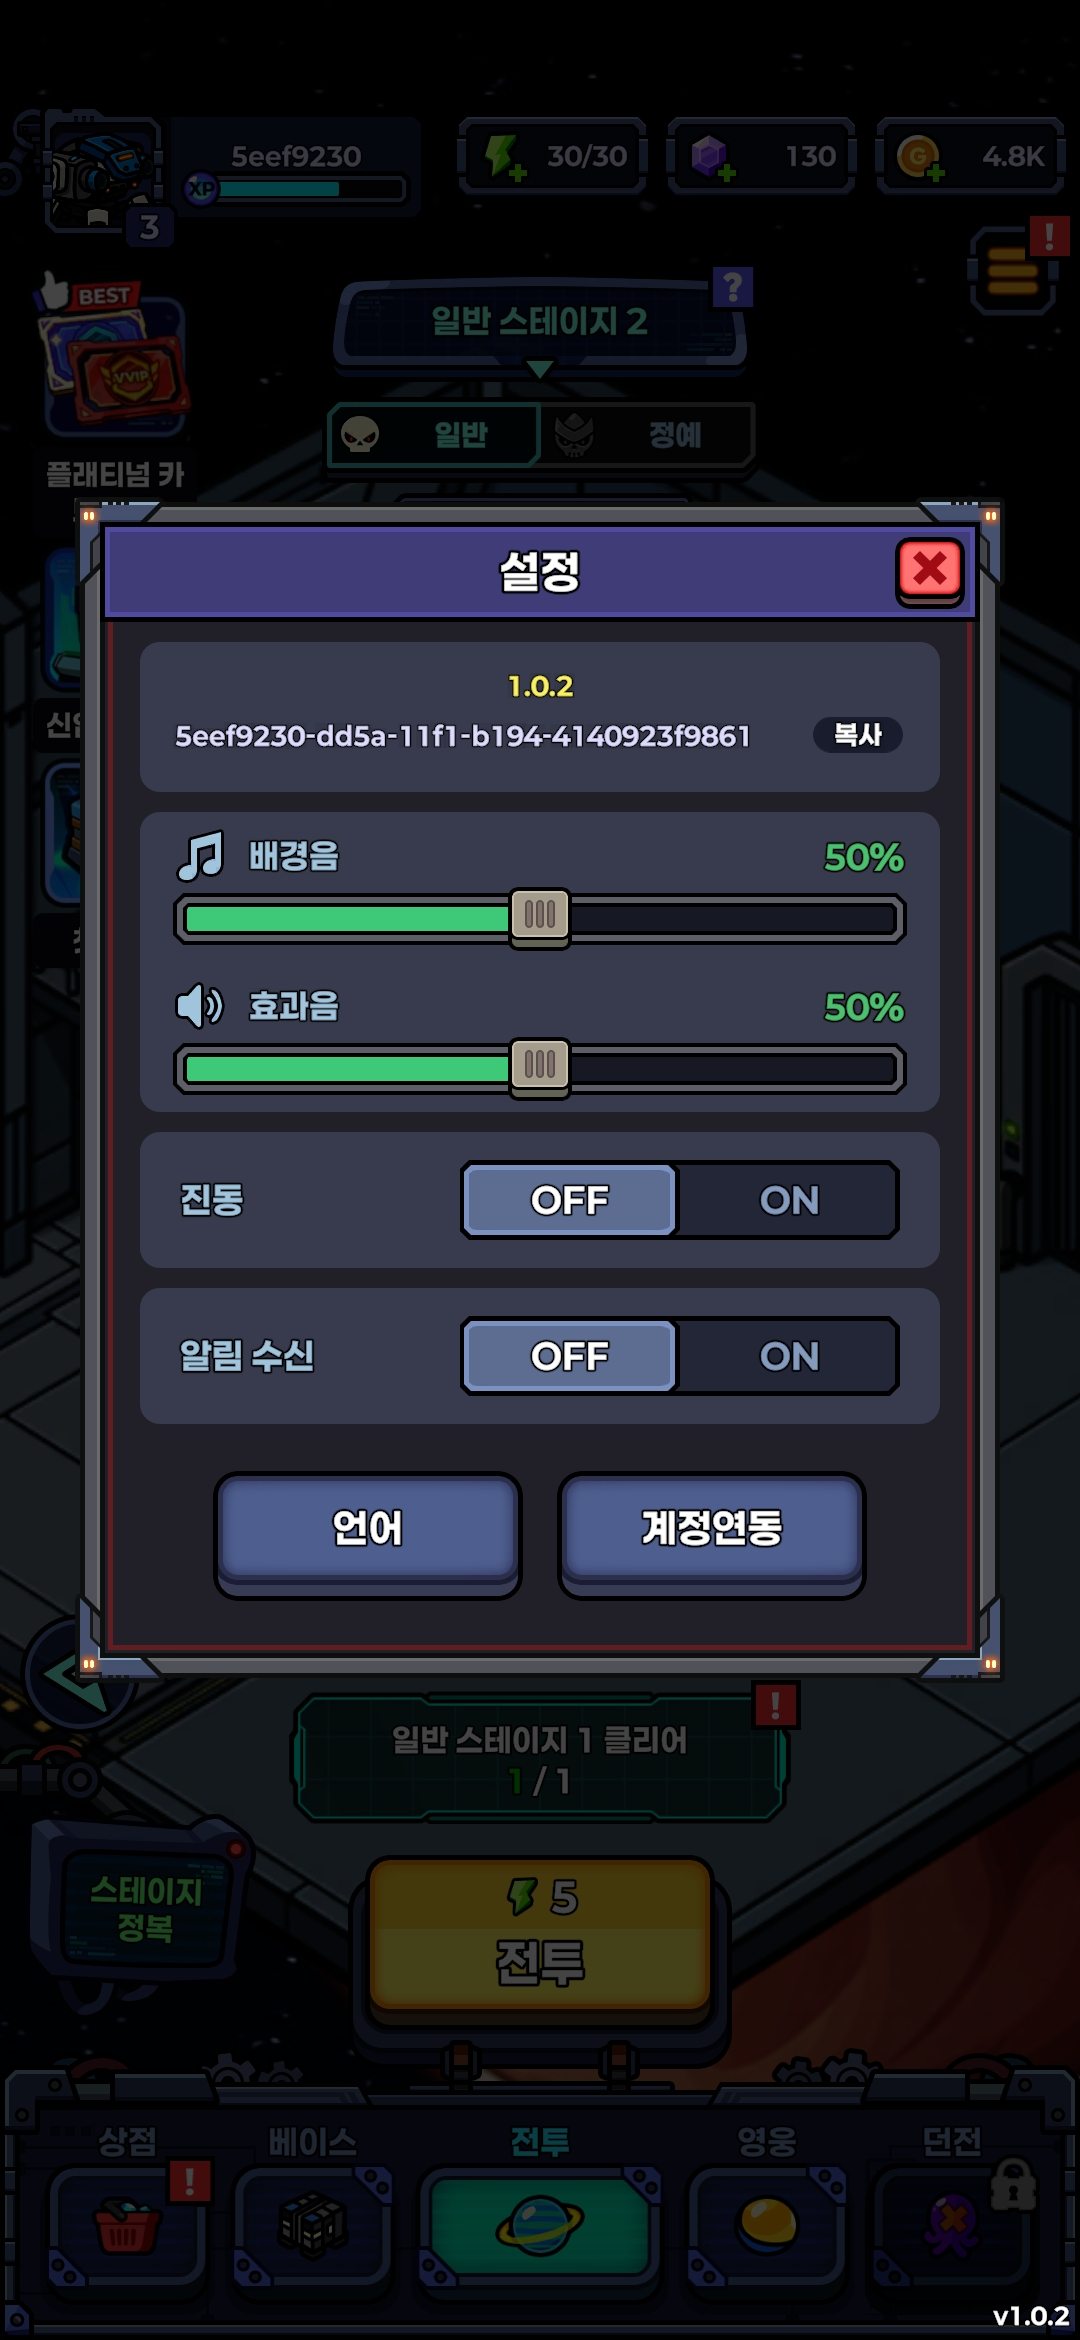 5eef9230
XP
3
30/30
130
4.8K
!
BEST
VVIP
플래티넘 카
?
일반 스테이지 2
일반
정예
설정
1.0.2
5eef9230-dd5a-11f1-b194-4140923f9861
복사
배경음
50%
효과음
50%
진동
OFF
ON
알림 수신
OFF
ON
언어
계정연동
!
일반 스테이지 1 클리어
1 / 1
스테이지
정복
5
전투
상점
베이스
전투
영웅
던전
!
v1.0.2